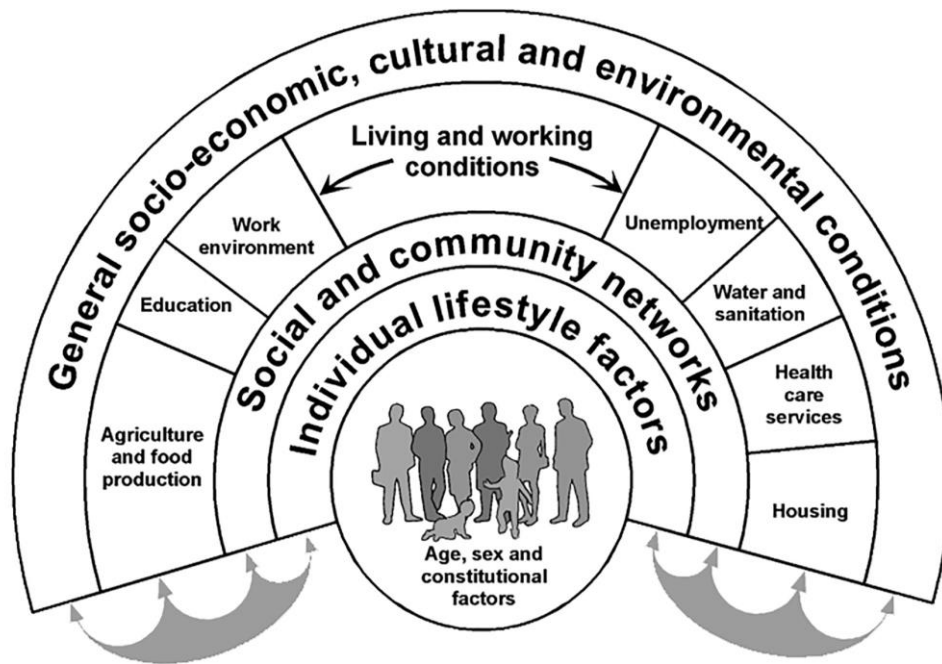 General socio-economic, cultural and environmental conditions
Living and working
conditions
Work
environment
Unemployment
Education
Water and
sanitation
Agriculture
and food
production
Health
care
services
Housing
Social and community networks
Individual lifestyle factors
Age, sex and
constitutional
factors